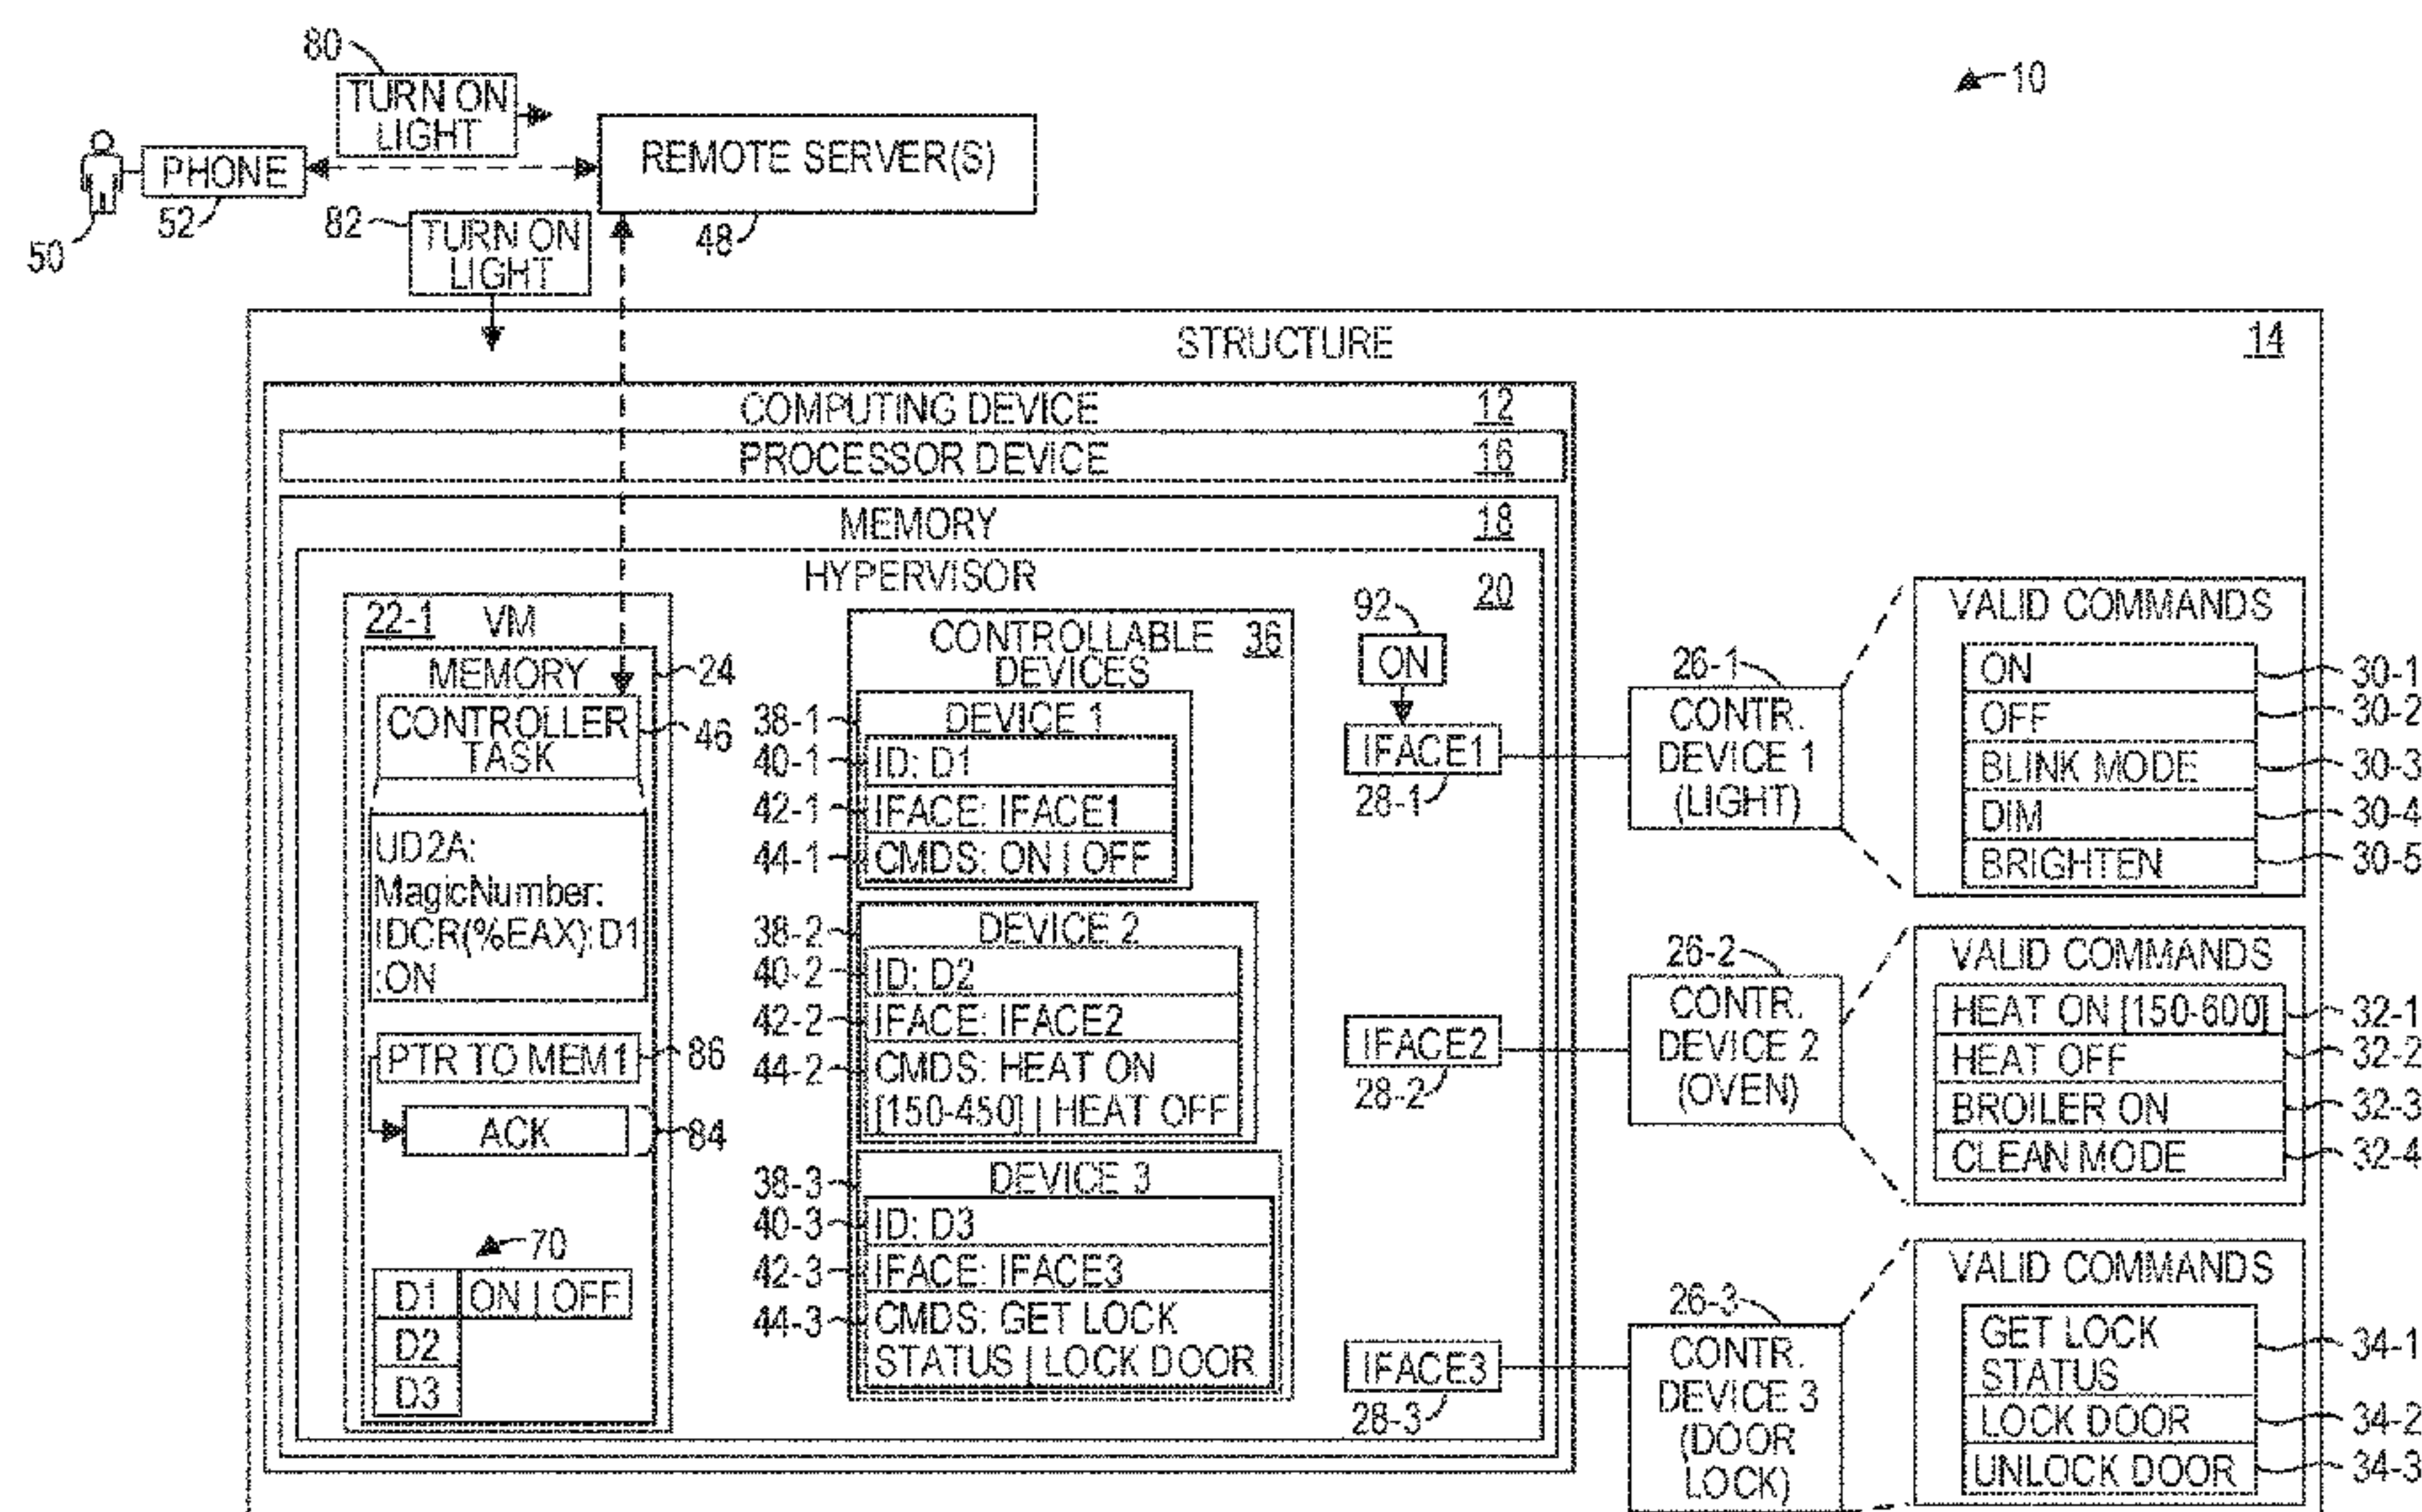 80
TURN ON
LIGHT
10
PHONE
REMOTE SERVER(S)
50
52
82
TURN ON
LIGHT
48
STRUCTURE
14
COMPUTING DEVICE
12
PROCESSOR DEVICE
16
MEMORY
18
HYPERVISOR
20
22-1
VM
MEMORY
24
CONTROLLER
TASK
46
UD2A:
MagicNumber:
IDCR(%EAX):D1
:ON
PTR TO MEM1
86
ACK
84
70
D1
ON | OFF
D2
D3
CONTROLLABLE
DEVICES
36
38-1
DEVICE 1
40-1
ID: D1
42-1
IFACE: IFACE1
44-1
CMDS: ON | OFF
38-2
DEVICE 2
40-2
ID: D2
42-2
IFACE: IFACE2
44-2
CMDS: HEAT ON
[150-450] | HEAT OFF
38-3
DEVICE 3
40-3
ID: D3
42-3
IFACE: IFACE3
44-3
CMDS: GET LOCK
STATUS | LOCK DOOR
92
ON
IFACE1
28-1
IFACE2
28-2
IFACE3
28-3
26-1
CONTR.
DEVICE 1
(LIGHT)
VALID COMMANDS
ON
30-1
OFF
30-2
BLINK MODE
30-3
DIM
30-4
BRIGHTEN
30-5
26-2
CONTR.
DEVICE 2
(OVEN)
VALID COMMANDS
HEAT ON [150-600]
32-1
HEAT OFF
32-2
BROILER ON
32-3
CLEAN MODE
32-4
26-3
CONTR.
DEVICE 3
(DOOR
LOCK)
VALID COMMANDS
GET LOCK
STATUS
34-1
LOCK DOOR
34-2
UNLOCK DOOR
34-3